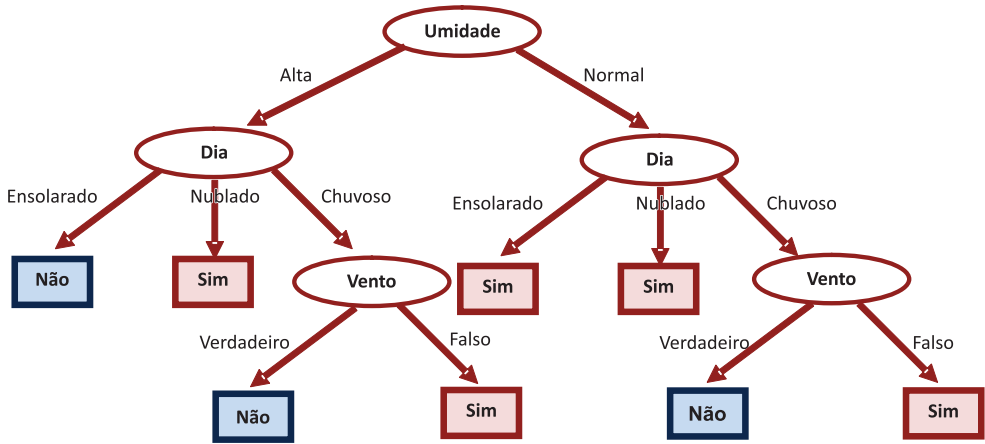 Umidade
Alta
Normal
Dia
Dia
Ensolarado
Nublado
Chuvoso
Ensolarado
Nublado
Chuvoso
Não
Sim
Vento
Sim
Sim
Vento
Verdadeiro
Falso
Verdadeiro
Falso
Não
Sim
Não
Sim